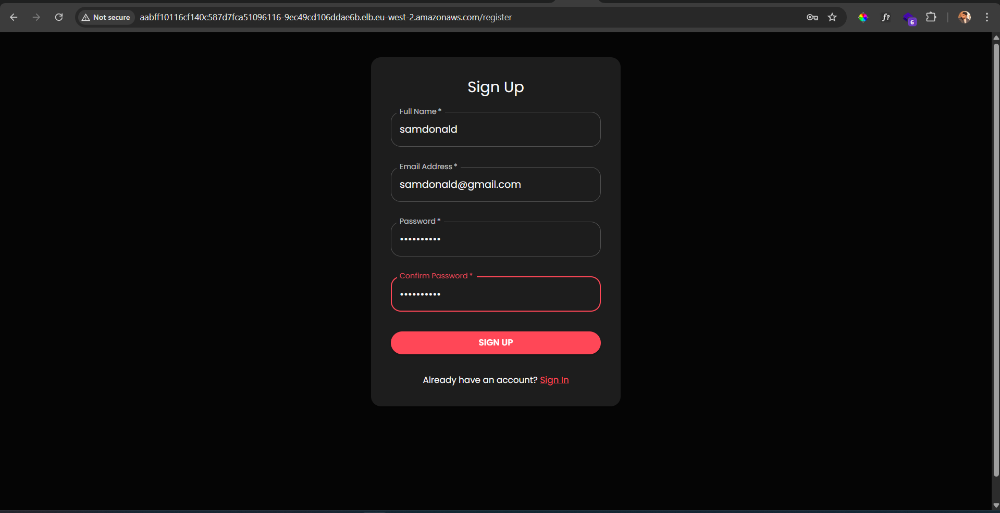 Not secure
aabff10116cf140c587d7fca51096116-9ec49cd106ddae6b.elb.eu-west-2.amazonaws.com/register
f?
6
Sign Up
Full Name *
samdonald
Email Address *
samdonald@gmail.com
Password *
••••••••••
Confirm Password *
••••••••••
SIGN UP
Already have an account? Sign In